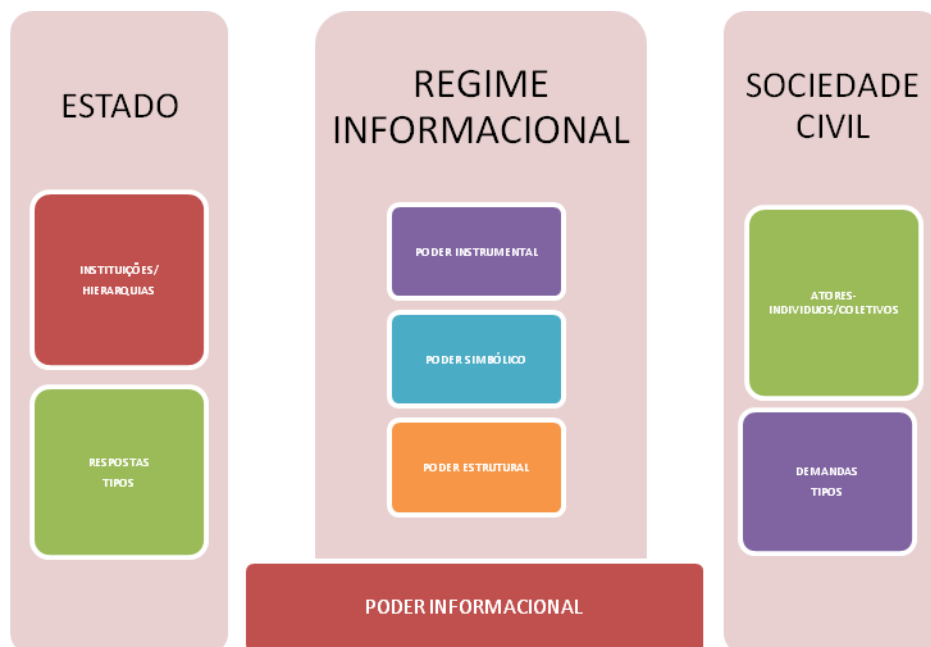 ESTADO
INSTITUIÇÕES/
HIERARQUIAS
RESPOSTAS
TIPOS
REGIME
INFORMACIONAL
PODER INSTRUMENTAL
PODER SIMBÓLICO
PODER ESTRUTURAL
PODER INFORMACIONAL
SOCIEDADE
CIVIL
ATORES-
INDIVIDUOS/COLETIVOS
DEMANDAS
TIPOS